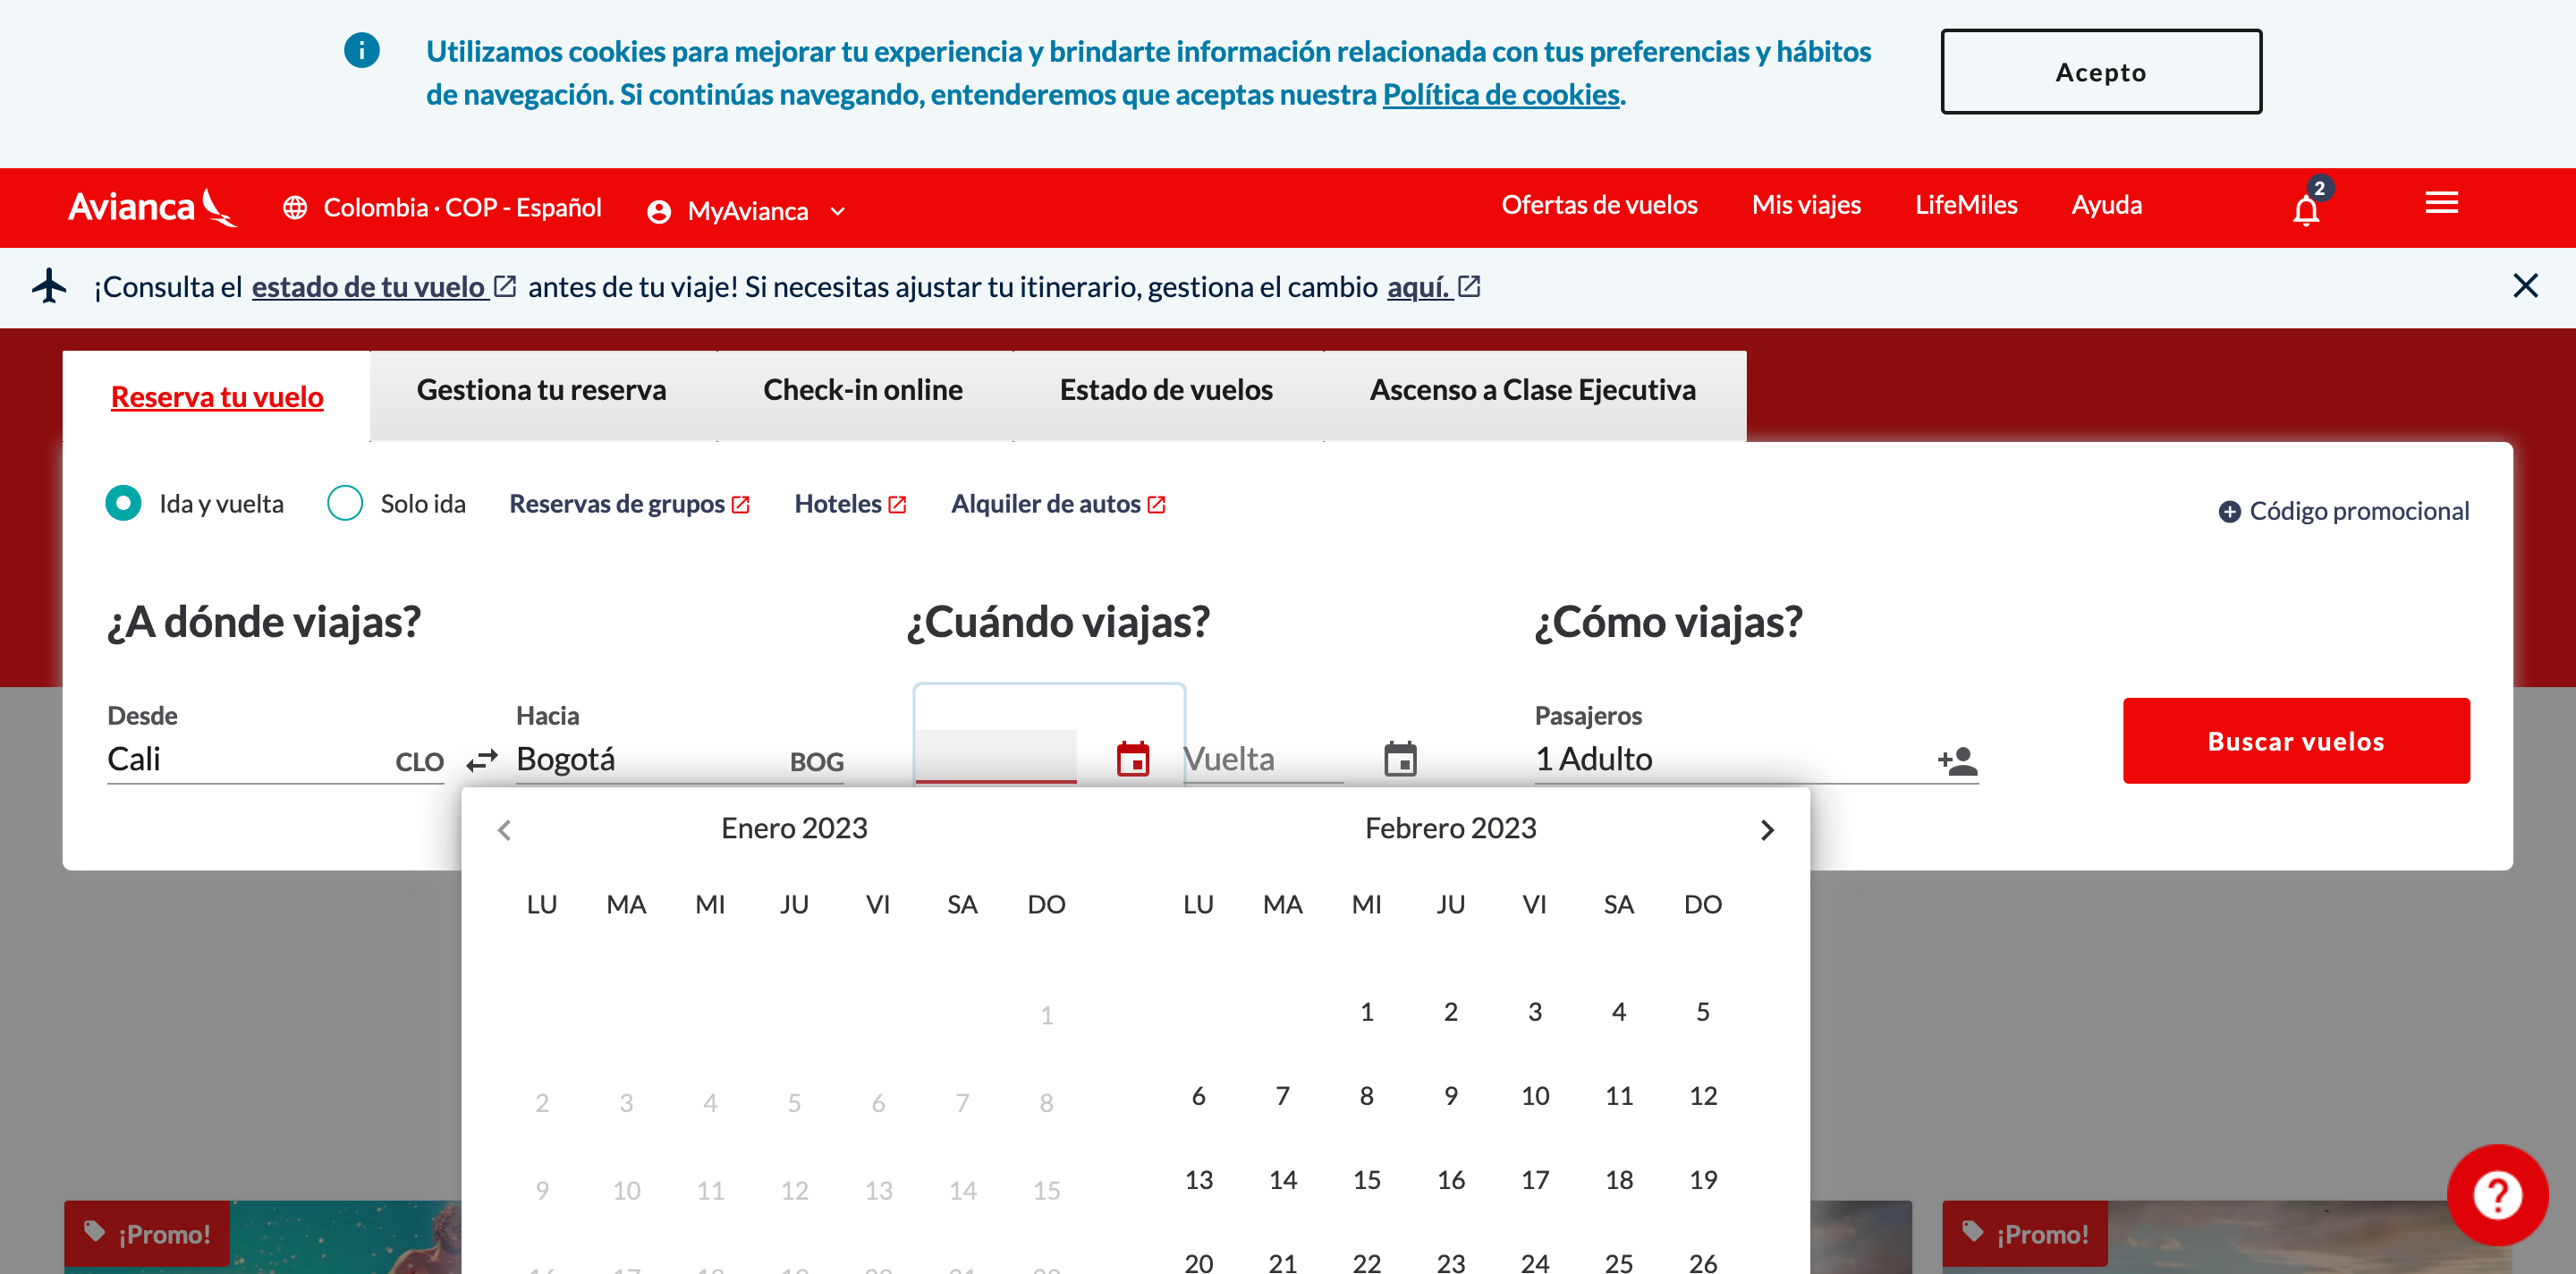 Utilizamos cookies para mejorar tu experiencia y brindarte información relacionada con tus preferencias y hábitos
de navegación. Si continúas navegando, entenderemos que aceptas nuestra Política de cookies.
Acepto
Avianca
Colombia · COP - Español
MyAvianca
Ofertas de vuelos
Mis viajes
LifeMiles
Ayuda
2
¡Consulta el estado de tu vuelo antes de tu viaje! Si necesitas ajustar tu itinerario, gestiona el cambio aquí.
Reserva tu vuelo
Gestiona tu reserva
Check-in online
Estado de vuelos
Ascenso a Clase Ejecutiva
Ida y vuelta
Solo ida
Reservas de grupos
Hoteles
Alquiler de autos
Código promocional
¿A dónde viajas?
¿Cuándo viajas?
¿Cómo viajas?
Desde
Cali CLO
Hacia
Bogotá BOG
Vuelta
Pasajeros
1 Adulto
Buscar vuelos
Enero 2023
LU MA MI JU VI SA DO
1
2 3 4 5 6 7 8
9 10 11 12 13 14 15
16 17 18 19 20 21 22
Febrero 2023
LU MA MI JU VI SA DO
1 2 3 4 5
6 7 8 9 10 11 12
13 14 15 16 17 18 19
20 21 22 23 24 25 26
¡Promo!
¡Promo!
?